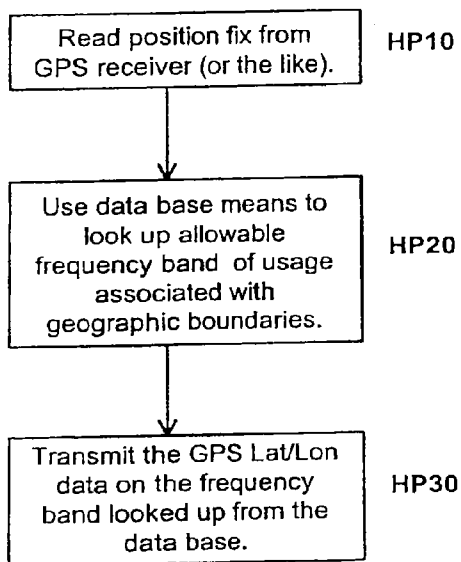 Read position fix from
GPS receiver (or the like).
HP10
Use data base means to
look up allowable
frequency band of usage
associated with
geographic boundaries.
HP20
Transmit the GPS Lat/Lon
data on the frequency
band looked up from the
data base.
HP30